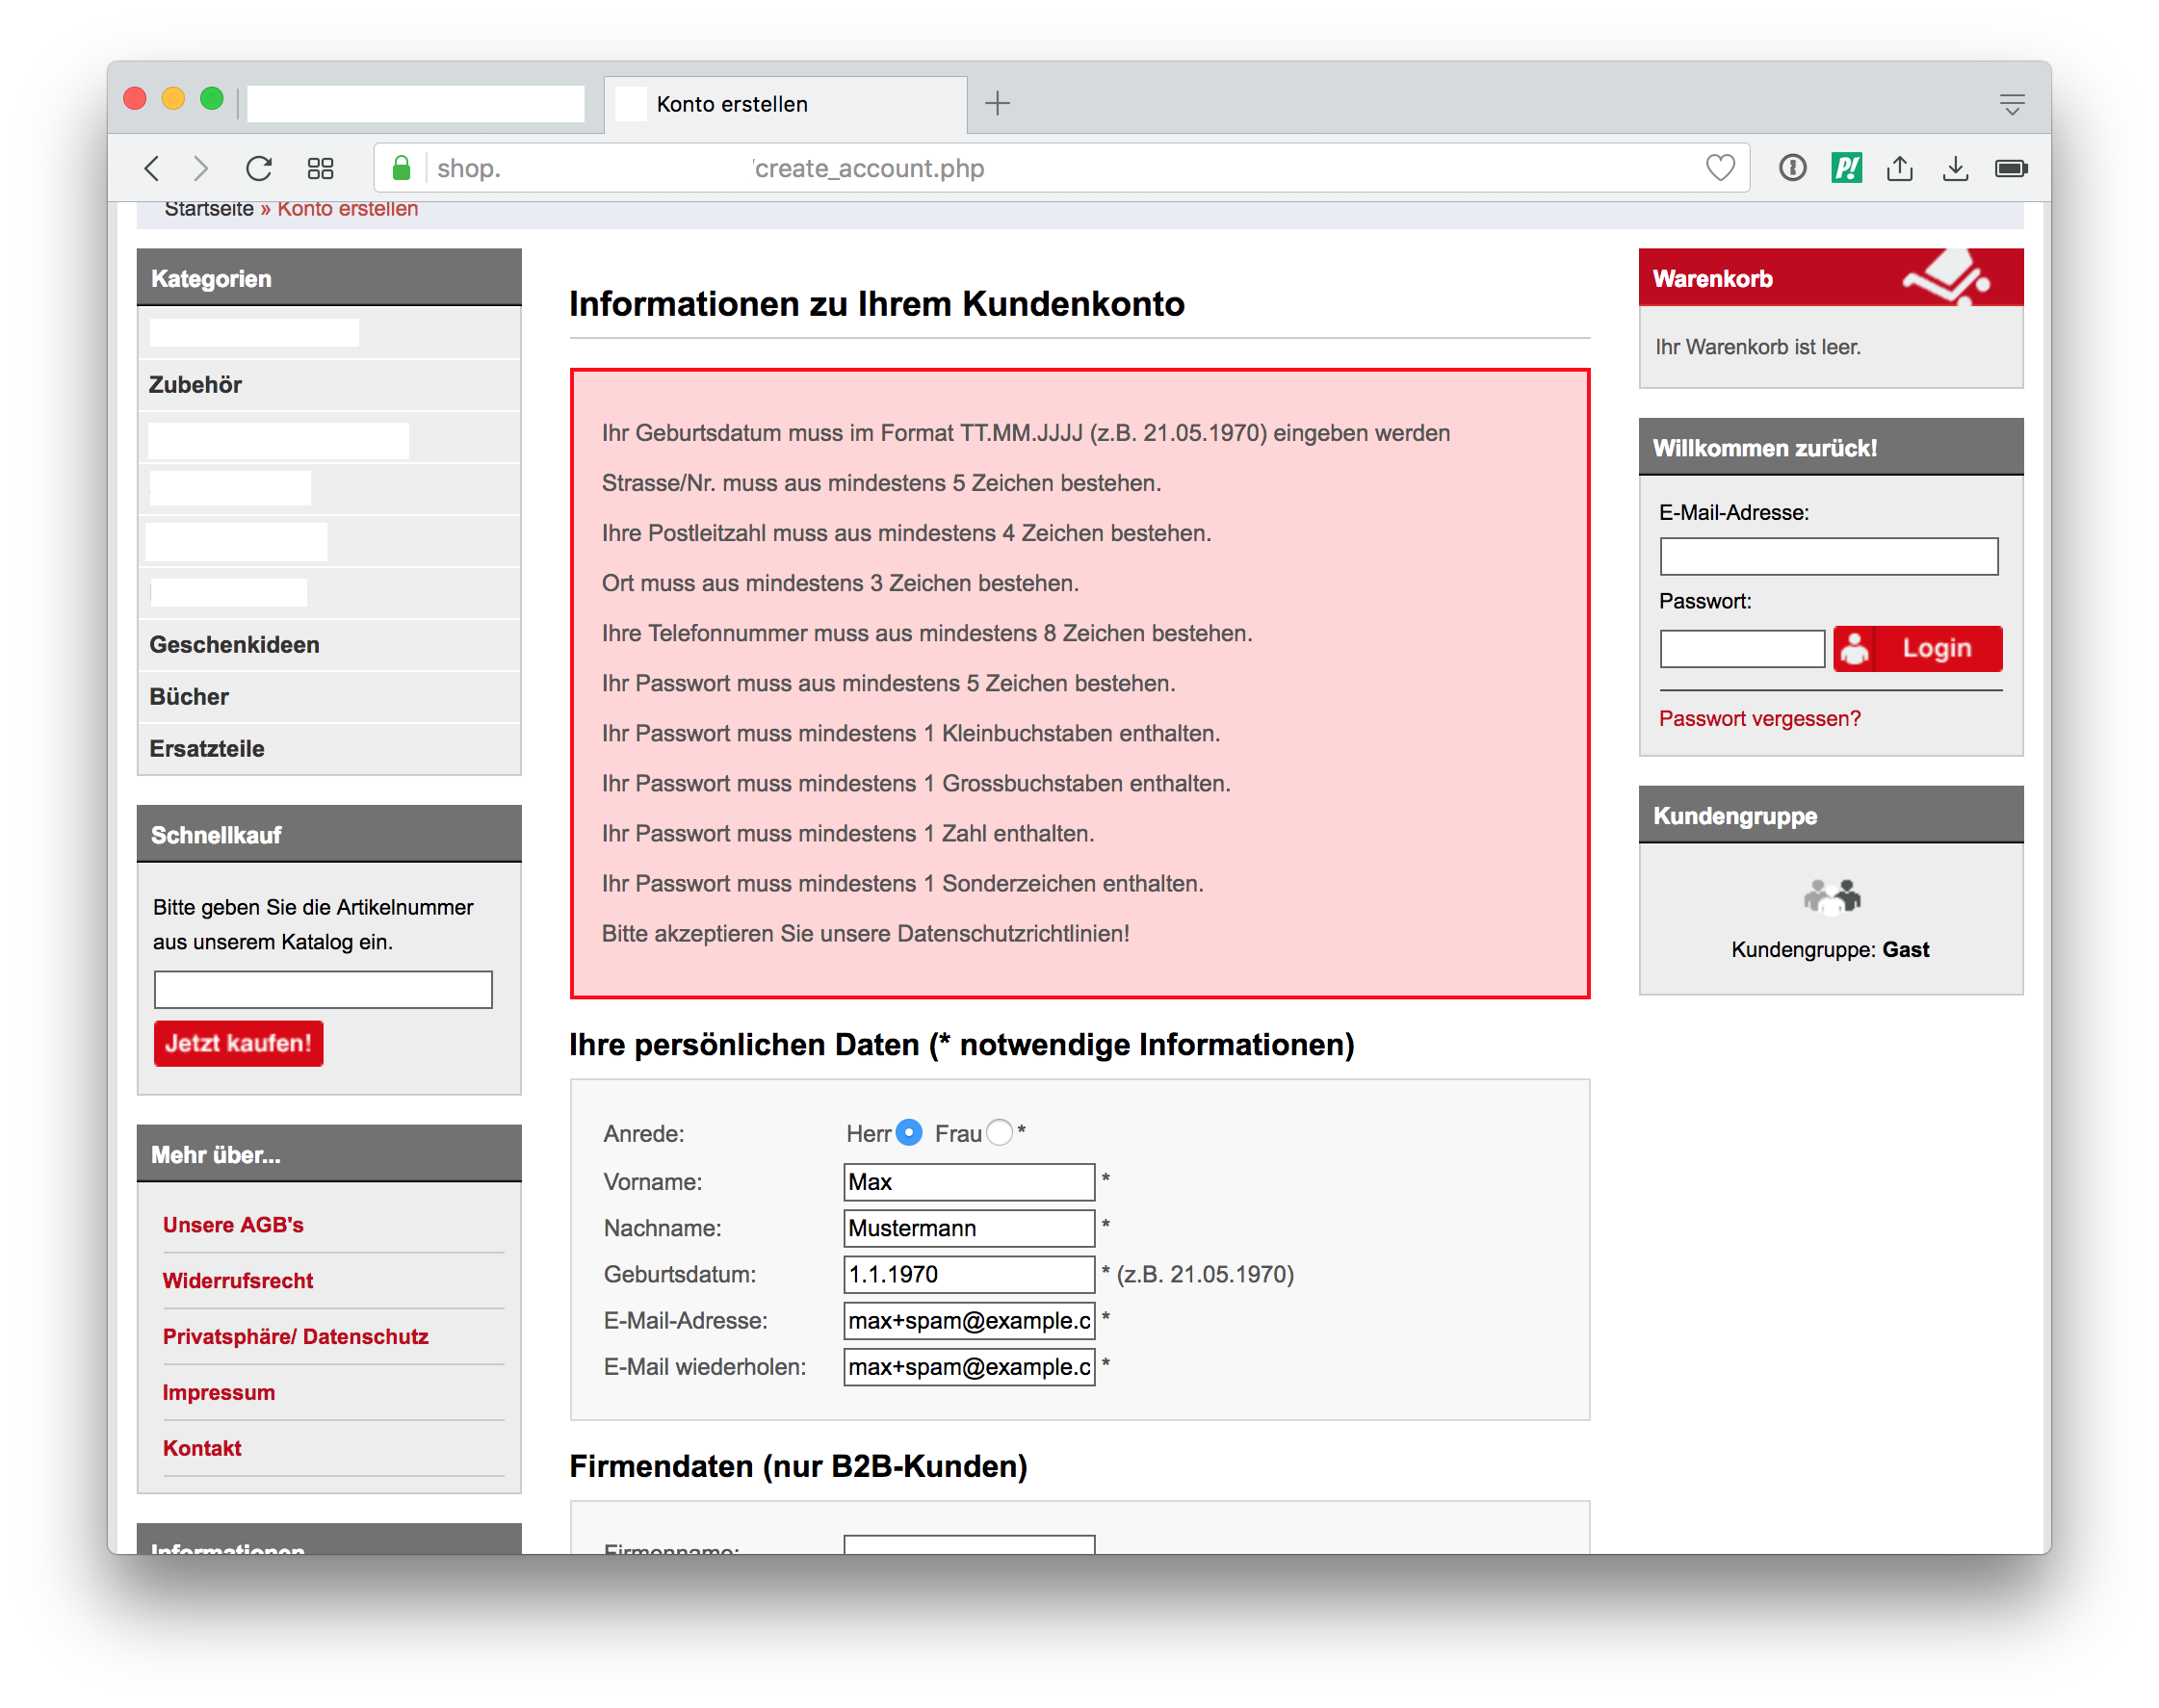 Konto erstellen
shop.
/create_account.php
Startseite » Konto erstellen
Kategorien
Zubehör
Geschenkideen
Bücher
Ersatzteile
Schnellkauf
Bitte geben Sie die Artikelnummer
aus unserem Katalog ein.
Jetzt kaufen!
Mehr über...
Unsere AGB's
Widerrufsrecht
Privatsphäre/ Datenschutz
Impressum
Kontakt
Informationen
Informationen zu Ihrem Kundenkonto
Ihr Geburtsdatum muss im Format TT.MM.JJJJ (z.B. 21.05.1970) eingeben werden
Strasse/Nr. muss aus mindestens 5 Zeichen bestehen.
Ihre Postleitzahl muss aus mindestens 4 Zeichen bestehen.
Ort muss aus mindestens 3 Zeichen bestehen.
Ihre Telefonnummer muss aus mindestens 8 Zeichen bestehen.
Ihr Passwort muss aus mindestens 5 Zeichen bestehen.
Ihr Passwort muss mindestens 1 Kleinbuchstaben enthalten.
Ihr Passwort muss mindestens 1 Grossbuchstaben enthalten.
Ihr Passwort muss mindestens 1 Zahl enthalten.
Ihr Passwort muss mindestens 1 Sonderzeichen enthalten.
Bitte akzeptieren Sie unsere Datenschutzrichtlinien!
Ihre persönlichen Daten (* notwendige Informationen)
Anrede: Herr Frau *
Vorname: Max *
Nachname: Mustermann *
Geburtsdatum: 1.1.1970 * (z.B. 21.05.1970)
E-Mail-Adresse: max+spam@example.c *
E-Mail wiederholen: max+spam@example.c *
Firmendaten (nur B2B-Kunden)
Firmenname:
Warenkorb
Ihr Warenkorb ist leer.
Willkommen zurück!
E-Mail-Adresse:
Passwort:
Login
Passwort vergessen?
Kundengruppe
Kundengruppe: Gast
P!